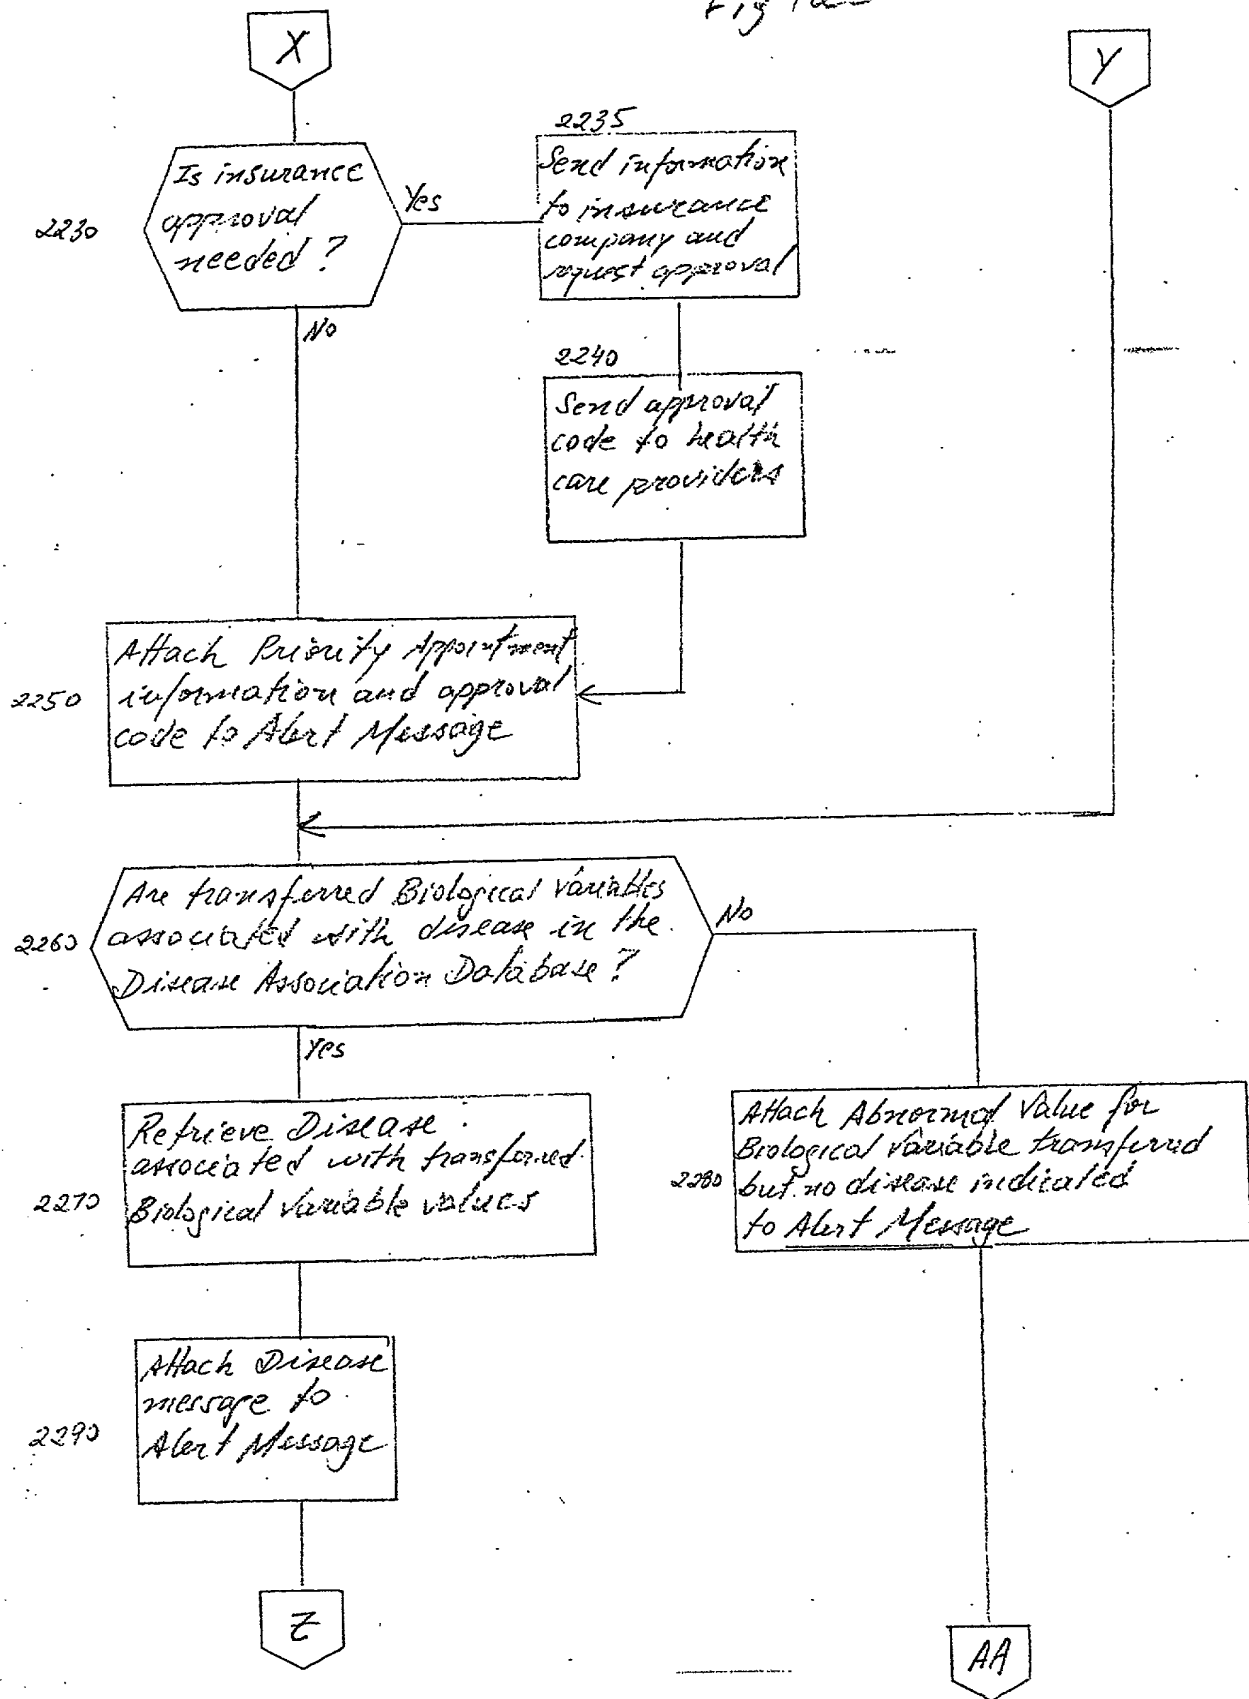 Fig
X
Y
2230
Is insurance
approval
needed?
Yes
No
2235
Send information
to insurance
company and
request approval
2240
Send approval
code to health
care providers
2250
Attach Priority Appointment
information and approval
code to Alert Message
2260
Are transferred Biological Variables
associated with disease in the
Disease Association Database?
No
Yes
2270
Retrieve Disease
associated with transferred
Biological Variable values
2280
Attach Abnormal Value for
Biological Variable transferred
but no disease indicated
to Alert Message
2290
Attach Disease
message to
Alert Message
Z
AA